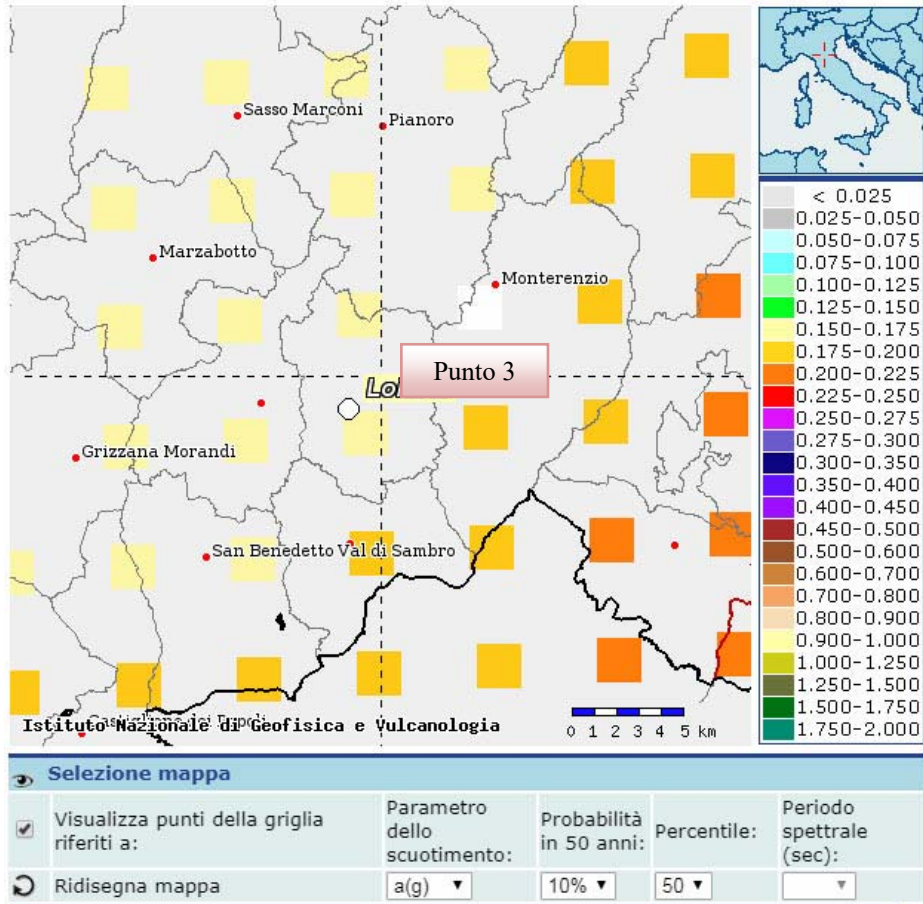 Sasso Marconi
Pianoro
Marzabotto
Monterenzio
Punto 3
Grizzana Morandi
San Benedetto Val di Sambro
Istituto Nazionale di Geofisica e Vulcanologia
0 1 2 3 4 5 km
< 0.025
0.025-0.050
0.050-0.075
0.075-0.100
0.100-0.125
0.125-0.150
0.150-0.175
0.175-0.200
0.200-0.225
0.225-0.250
0.250-0.275
0.275-0.300
0.300-0.350
0.350-0.400
0.400-0.450
0.450-0.500
0.500-0.600
0.600-0.700
0.700-0.800
0.800-0.900
0.900-1.000
1.000-1.250
1.250-1.500
1.500-1.750
1.750-2.000
Selezione mappa
Visualizza punti della griglia riferiti a:
Parametro dello scuotimento:
Probabilità in 50 anni:
Percentile:
Periodo spettrale (sec):
Ridisegna mappa
a(g)
10%
50